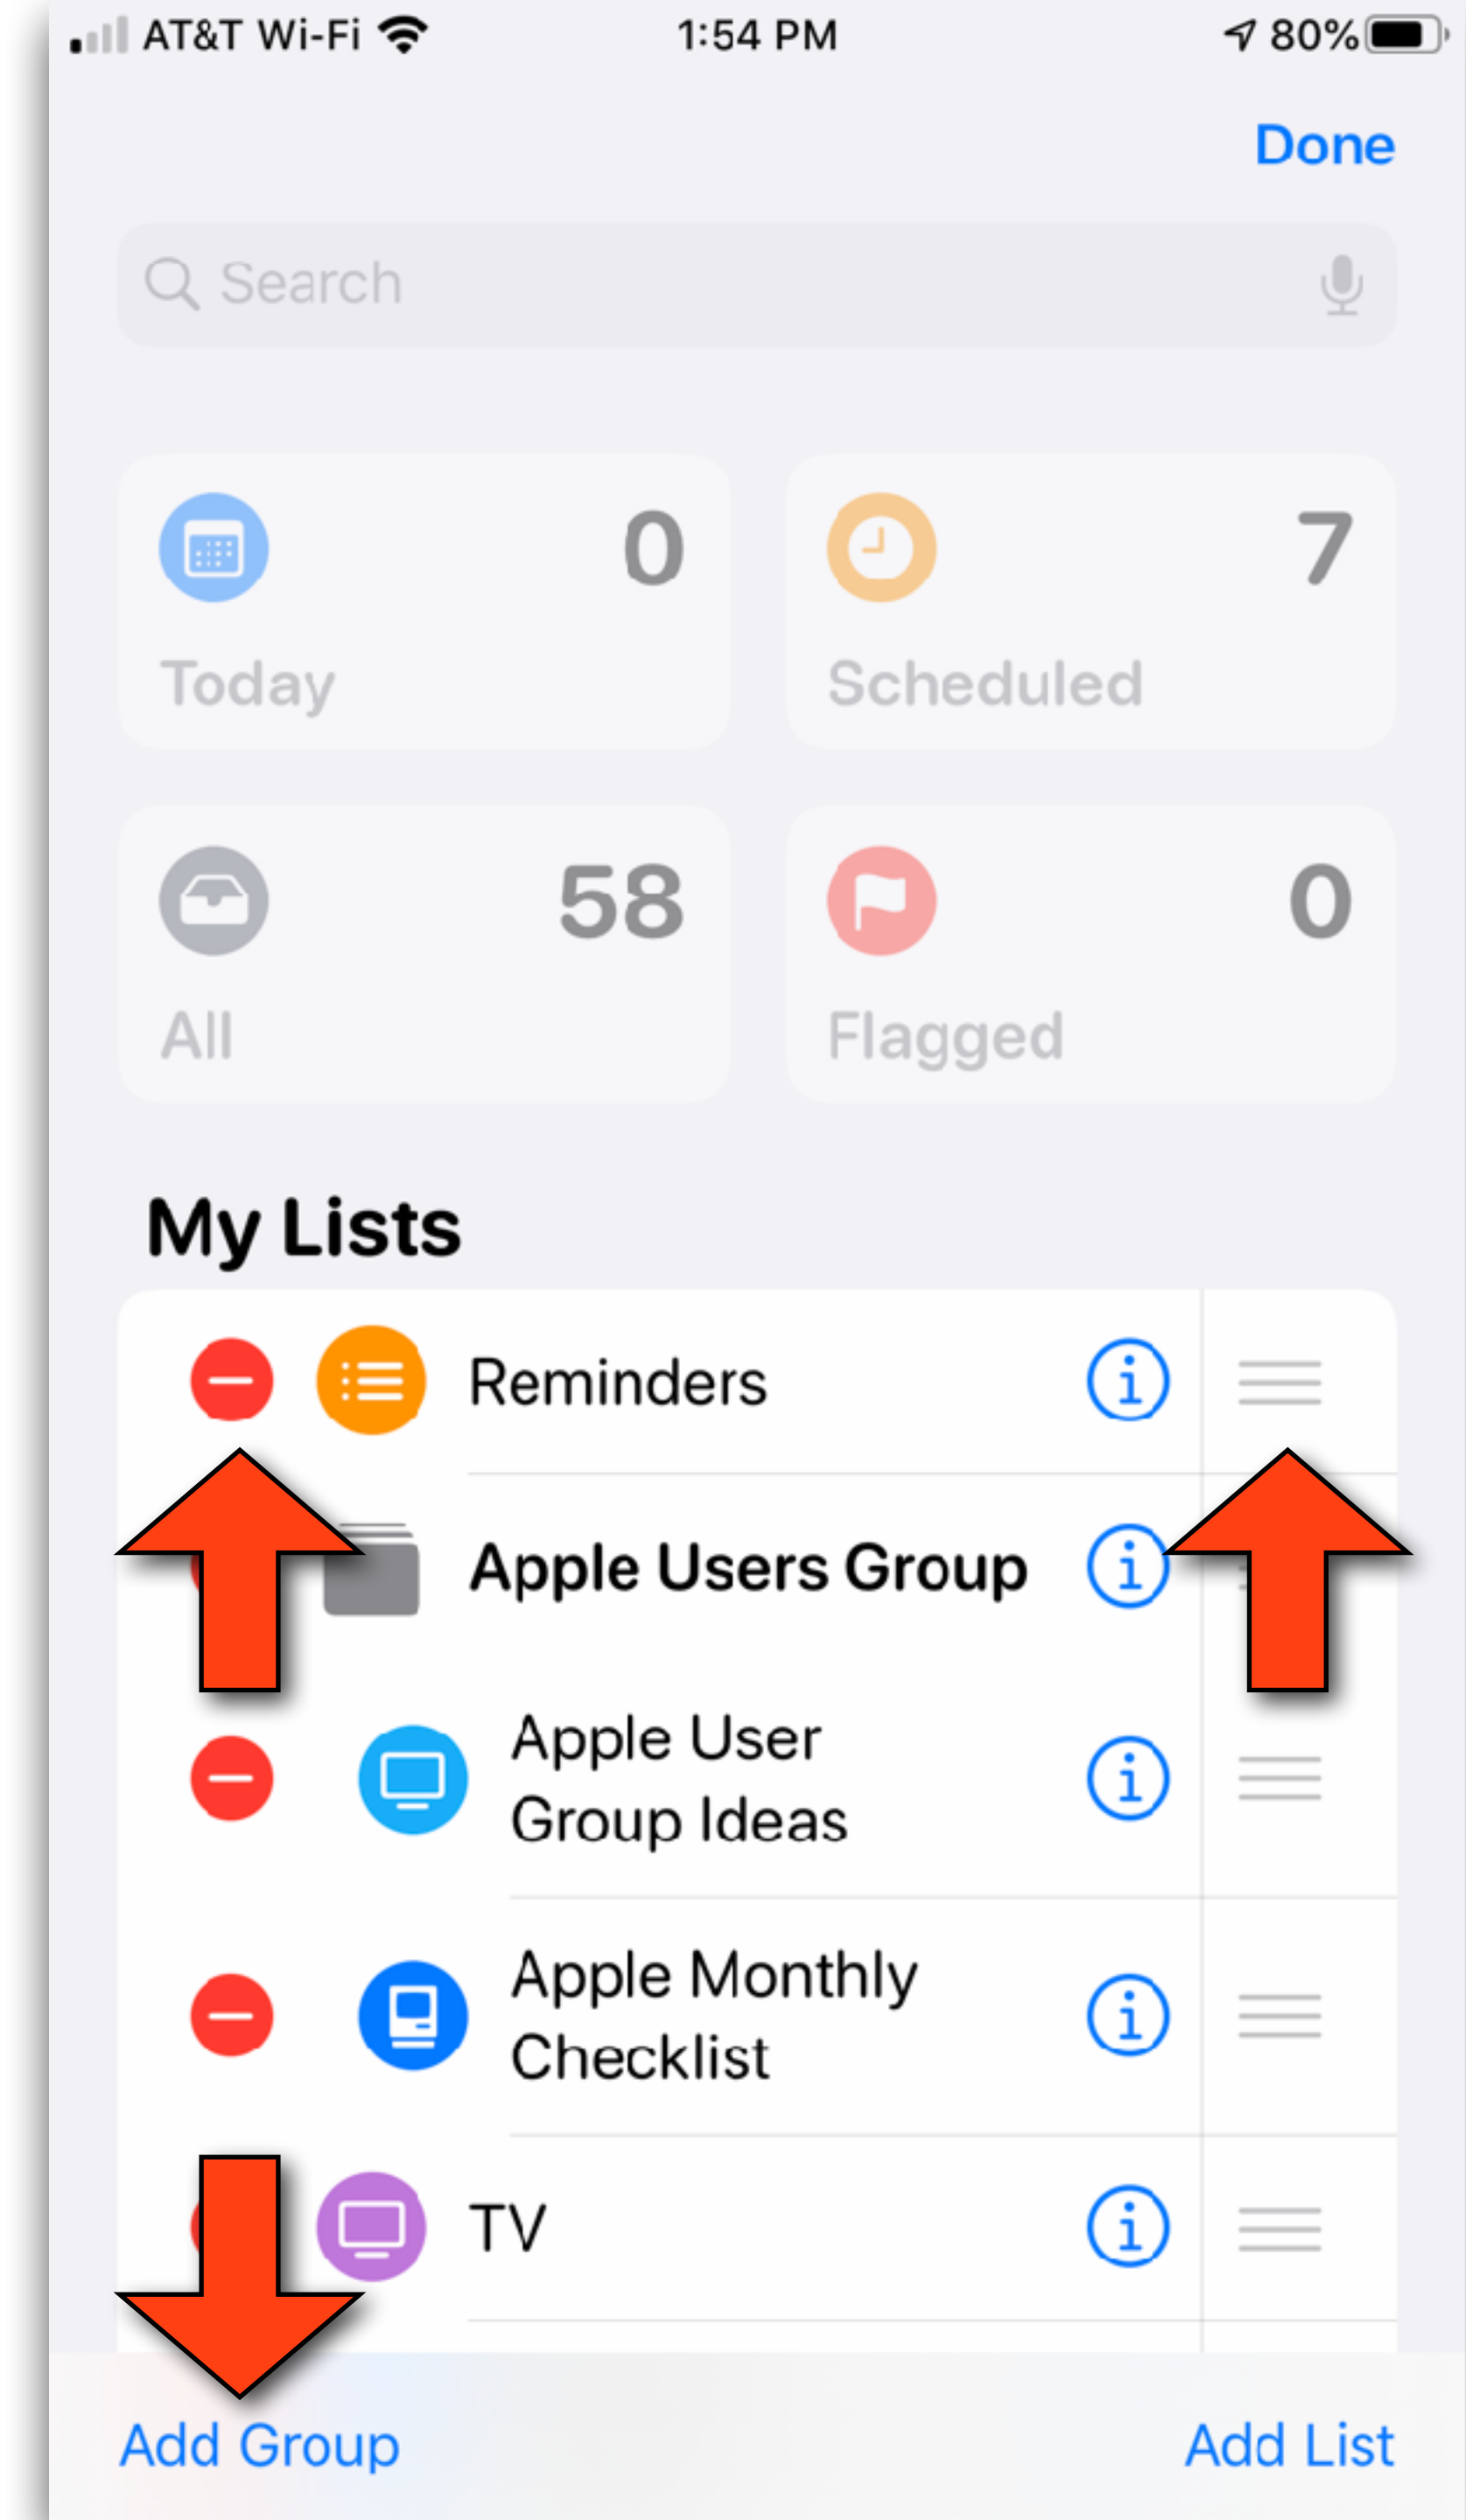 AT&T Wi-Fi 1:54 PM 80%
Done
Search
0 7
Today Scheduled
58 0
All Flagged
My Lists
Reminders
Apple Users Group
Apple User
Group Ideas
Apple Monthly
Checklist
TV
Add Group Add List